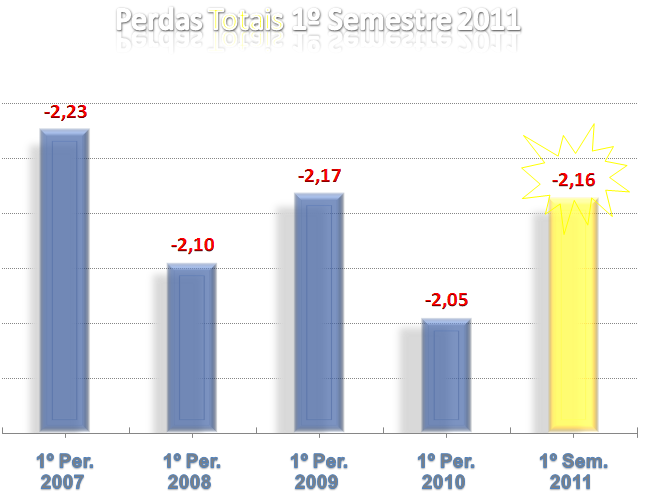 Perdas Totais 1º Semestre 2011
-2,23
-2,10
-2,17
-2,05
-2,16
1º Per.
2007
1º Per.
2008
1º Per.
2009
1º Per.
2010
1º Sem.
2011